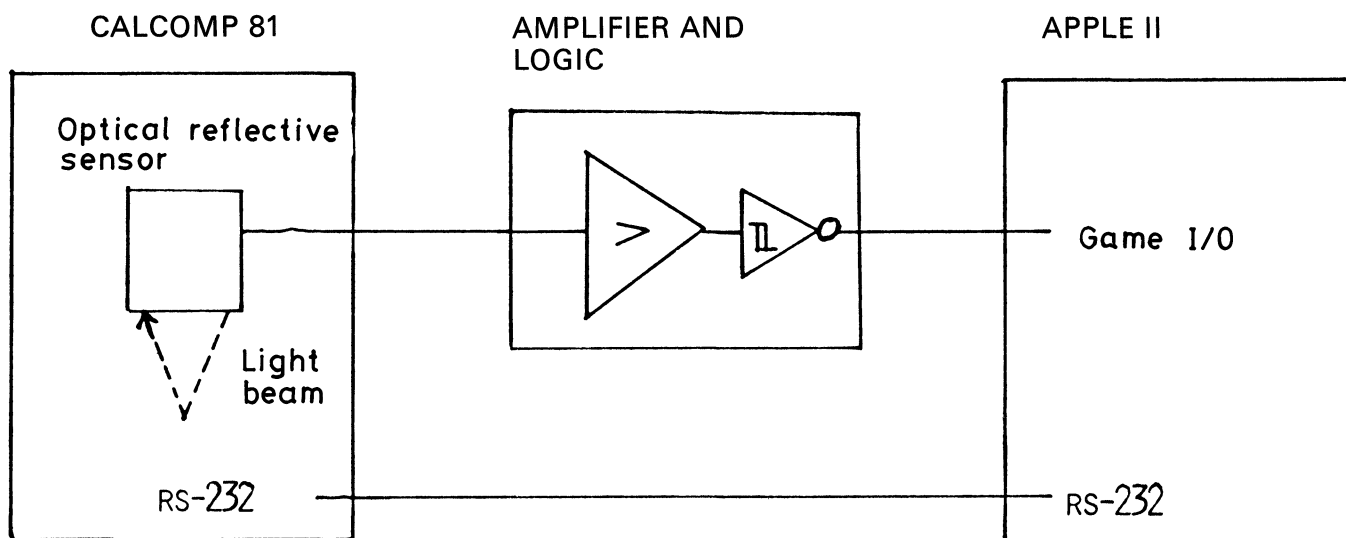 CALCOMP 81
AMPLIFIER AND
LOGIC
APPLE II
Optical reflective
sensor
>
Game I/O
Light
beam
RS-232
RS-232